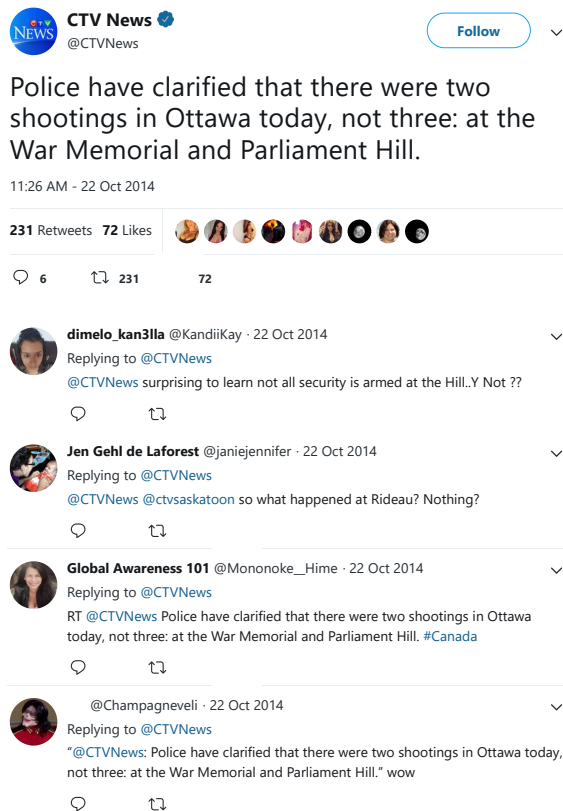 CTV NEWS
CTV News
@CTVNews
Follow
Police have clarified that there were two
shootings in Ottawa today, not three: at the
War Memorial and Parliament Hill.
11:26 AM - 22 Oct 2014
231 Retweets 72 Likes
6 231 72
dimelo_kan3lla @KandiiKay · 22 Oct 2014
Replying to @CTVNews
@CTVNews surprising to learn not all security is armed at the Hill..Y Not ??
Jen Gehl de Laforest @janiejennifer · 22 Oct 2014
Replying to @CTVNews
@CTVNews @ctvsaskatoon so what happened at Rideau? Nothing?
Global Awareness 101 @Mononoke__Hime · 22 Oct 2014
Replying to @CTVNews
RT @CTVNews Police have clarified that there were two shootings in Ottawa
today, not three: at the War Memorial and Parliament Hill. #Canada
@Champagneveli · 22 Oct 2014
Replying to @CTVNews
"@CTVNews: Police have clarified that there were two shootings in Ottawa today,
not three: at the War Memorial and Parliament Hill." wow